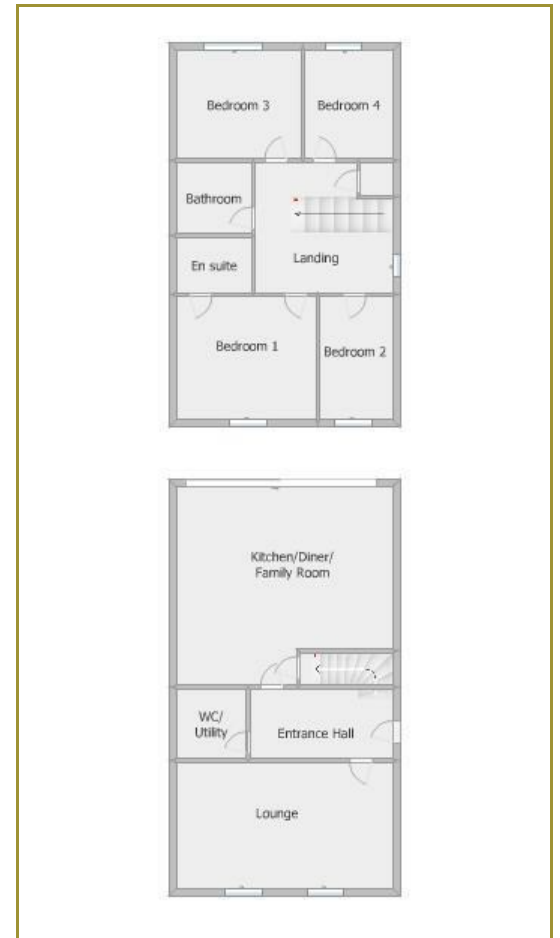 Bedroom 3
Bedroom 4
Bathroom
En suite
Landing
Bedroom 1
Bedroom 2
Kitchen/Diner/
Family Room
WC/
Utility
Entrance Hall
Lounge